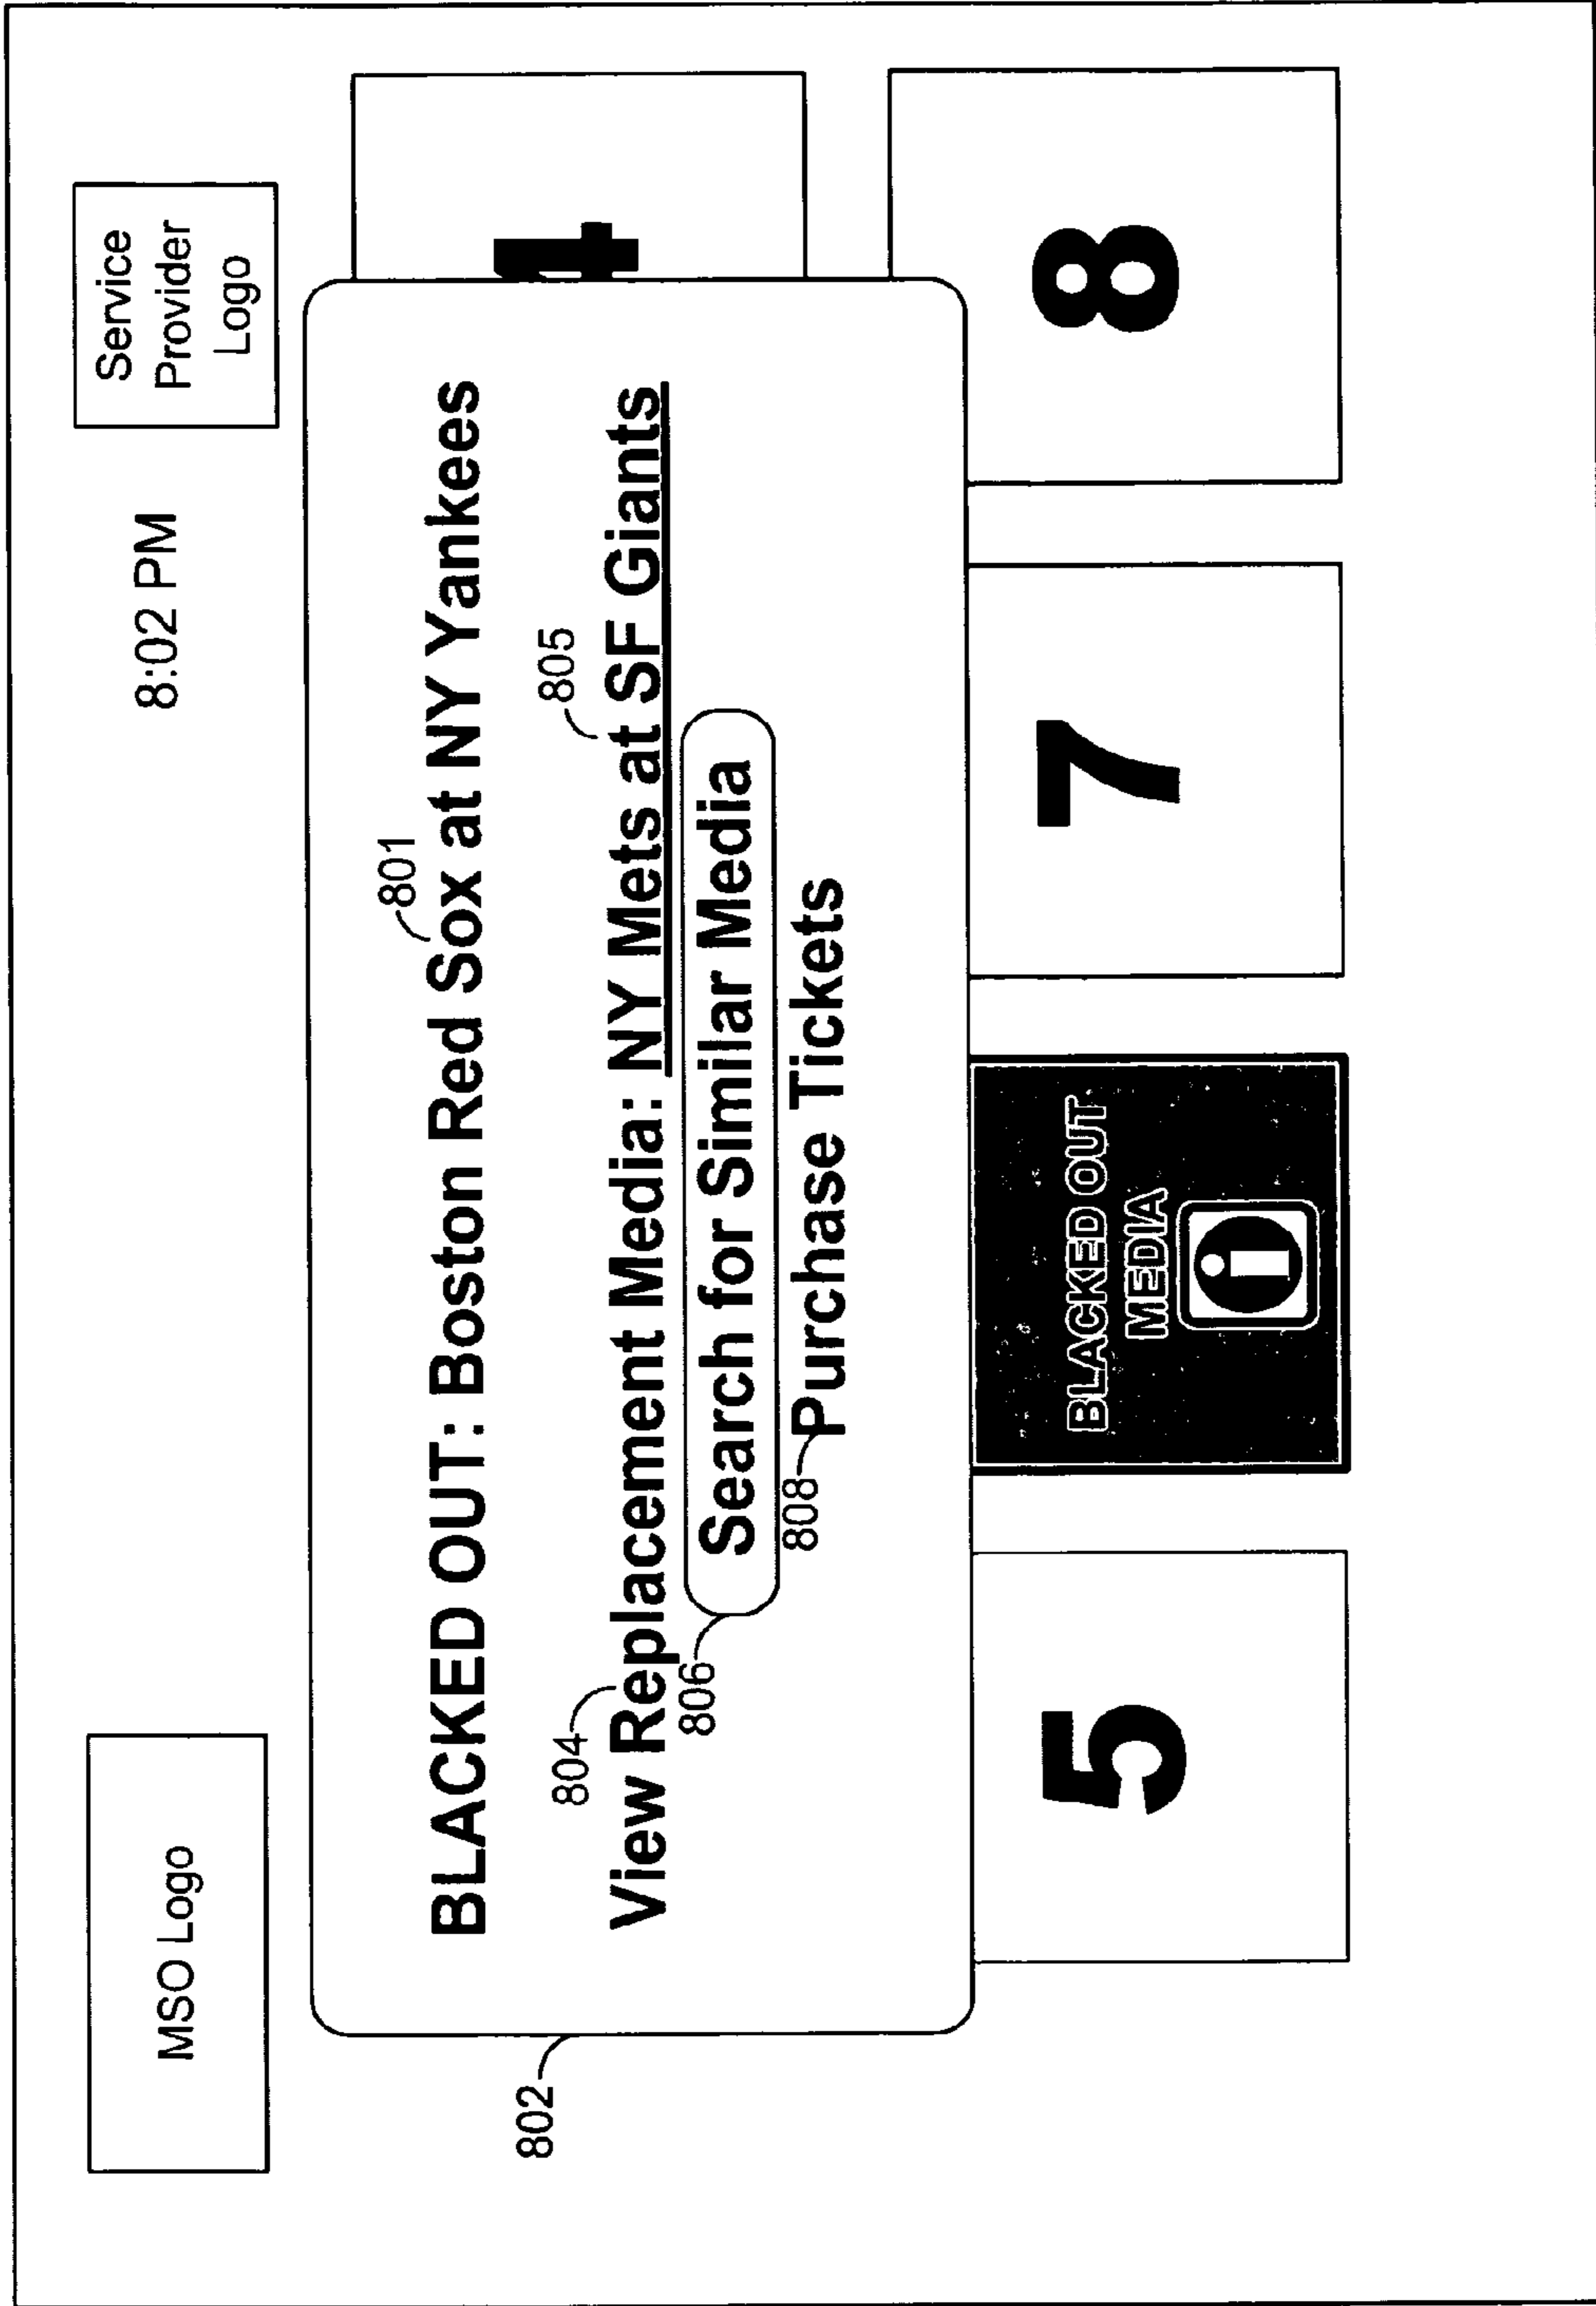 MSO Logo
8:02 PM
Service
Provider
Logo
801
BLACKED OUT: Boston Red Sox at NY Yankees
802
804
805
View Replacement Media: NY Mets at SF Giants
806
Search for Similar Media
808
Purchase Tickets
4
5
BLACKED OUT
MEDIA
i
7
8